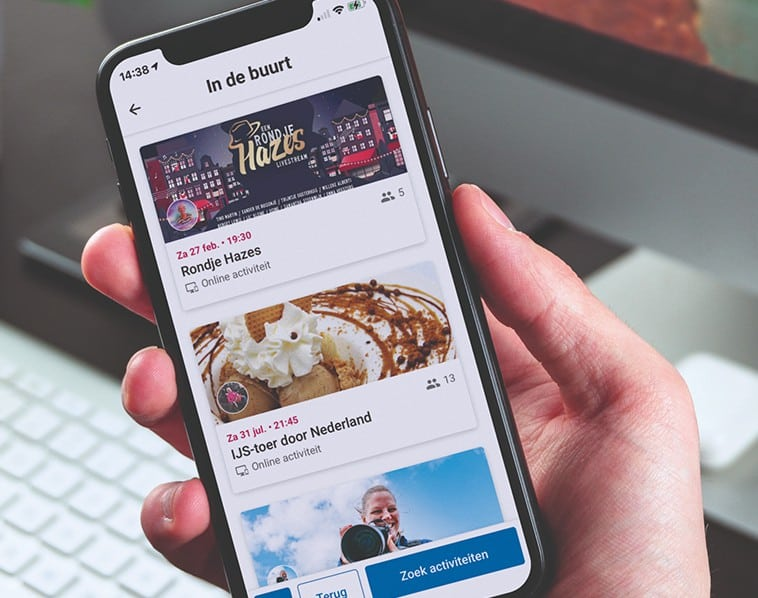 14:38
In de buurt
EEN
RONDJE
Hazes
LIVESTREAM
5
Za 27 feb. • 19:30
Rondje Hazes
Online activiteit
13
Za 31 jul. • 21:45
IJS-toer door Nederland
Online activiteit
Terug
Zoek activiteiten